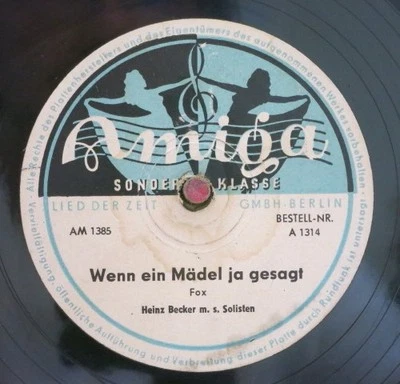 Alle Rechte des Plattenherstellers und des Eigentümers des aufgenommenen Werkes vorbehalten - Vervielfältigung, öffentliche Aufführung und Verbreitung dieser Platte durch Rundfunk ist untersagt -
Amiga
SONDER KLASSE
LIED DER ZEIT GMBH·BERLIN
AM 1385
BESTELL-NR.
A 1314
Wenn ein Mädel ja gesagt
Fox
Heinz Becker m. s. Solisten